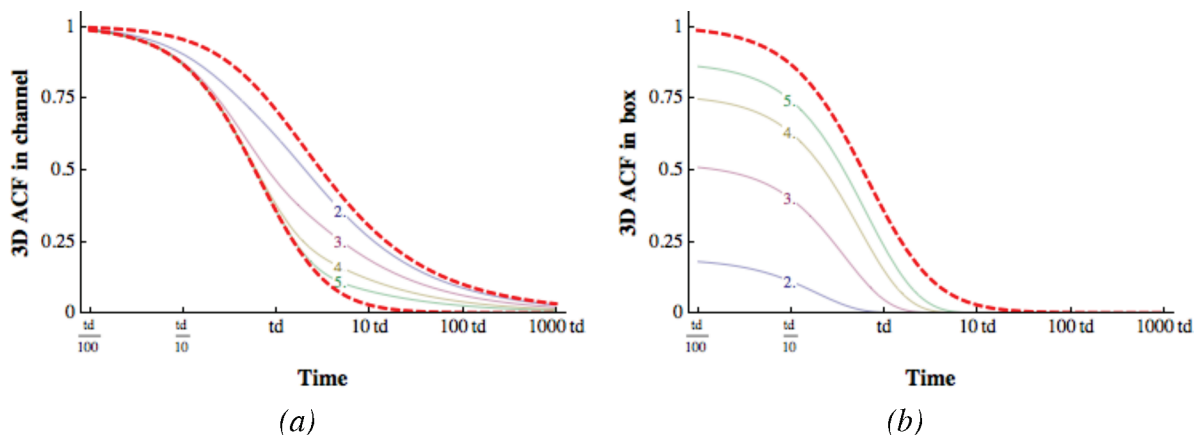 3D ACF in channel
1
0.75
0.5
0.25
0
2.
3.
4
5.
td/100
td/10
td
10 td
100 td
1000 td
Time
(a)
3D ACF in box
1
0.75
0.5
0.25
0
5.
4.
3.
2.
td/100
td/10
td
10 td
100 td
1000 td
Time
(b)